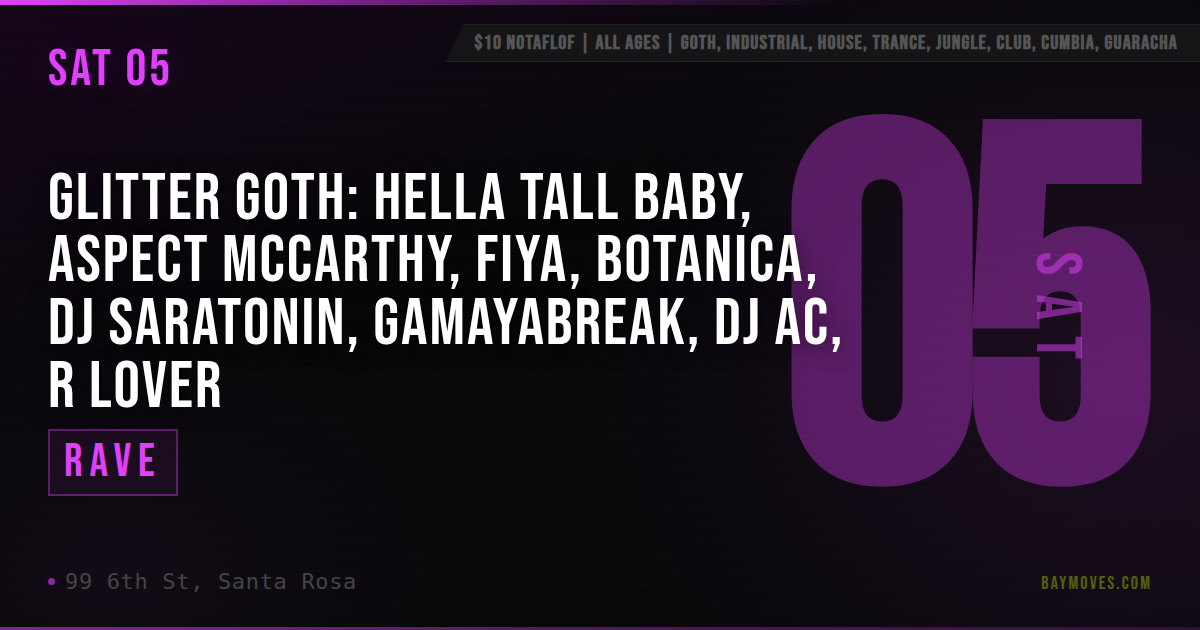 $10 NOTAFLOF | ALL AGES | GOTH, INDUSTRIAL, HOUSE, TRANCE, JUNGLE, CLUB, CUMBIA, GUARACHA
SAT 05
05
SAT
GLITTER GOTH: HELLA TALL BABY,
ASPECT MCCARTHY, FIYA, BOTANICA,
DJ SARATONIN, GAMAYABREAK, DJ AC,
R LOVER
RAVE
99 6th St, Santa Rosa
BAYMOVES.COM